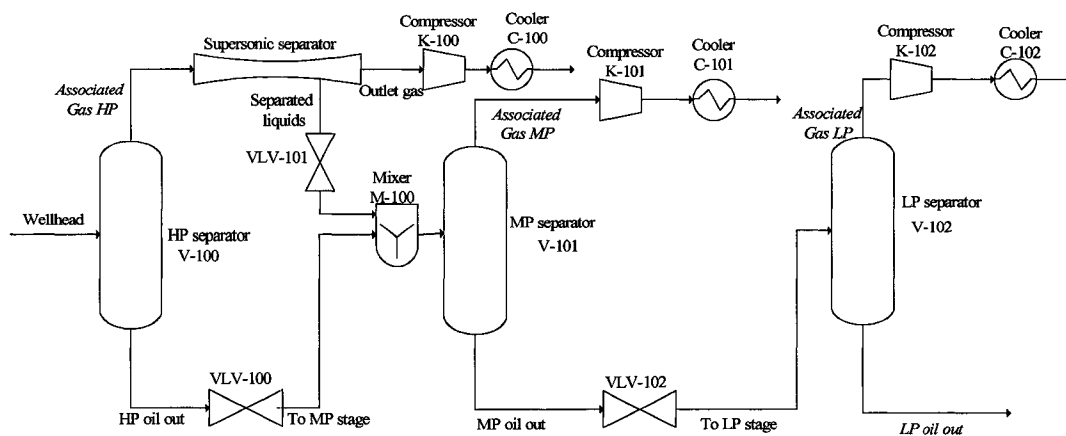 Supersonic separator
Compressor
K-100
Cooler
C-100
Compressor
K-101
Cooler
C-101
Compressor
K-102
Cooler
C-102
Associated
Gas HP
Outlet gas
Separated
liquids
Associated
Gas MP
Associated
Gas LP
VLV-101
Mixer
M-100
Wellhead
HP separator
V-100
MP separator
V-101
LP separator
V-102
VLV-100
VLV-102
HP oil out
To MP stage
MP oil out
To LP stage
LP oil out